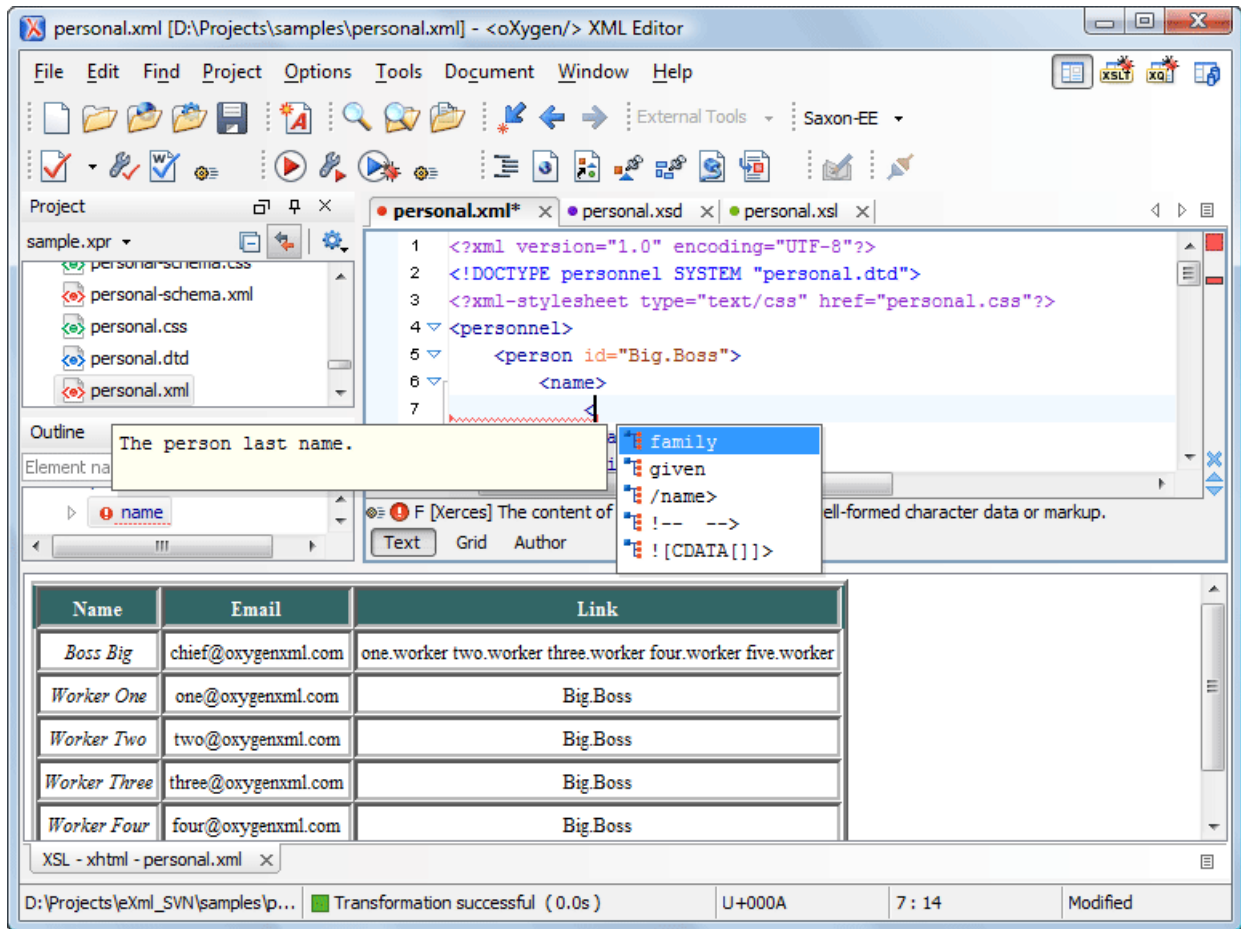 personal.xml [D:\Projects\samples\personal.xml] - <oXygen/> XML Editor
File Edit Find Project Options Tools Document Window Help
XSLT XQ
External Tools Saxon-EE
Project
sample.xpr
personal-schema.css
personal-schema.xml
personal.css
personal.dtd
personal.xml
personal.xml* personal.xsd personal.xsl
1 <?xml version="1.0" encoding="UTF-8"?>
2 <!DOCTYPE personnel SYSTEM "personal.dtd">
3 <?xml-stylesheet type="text/css" href="personal.css"?>
4 <personnel>
5 <person id="Big.Boss">
6 <name>
7 <
Outline
Element na
name
The person last name.
family
given
/name>
!-- -->
![CDATA[]]>
F [Xerces] The content of ell-formed character data or markup.
Text Grid Author
Name Email Link
Boss Big chief@oxygenxml.com one.worker two.worker three.worker four.worker five.worker
Worker One one@oxygenxml.com Big.Boss
Worker Two two@oxygenxml.com Big.Boss
Worker Three three@oxygenxml.com Big.Boss
Worker Four four@oxygenxml.com Big.Boss
XSL - xhtml - personal.xml
D:\Projects\eXml_SVN\samples\p... Transformation successful (0.0s) U+000A 7:14 Modified